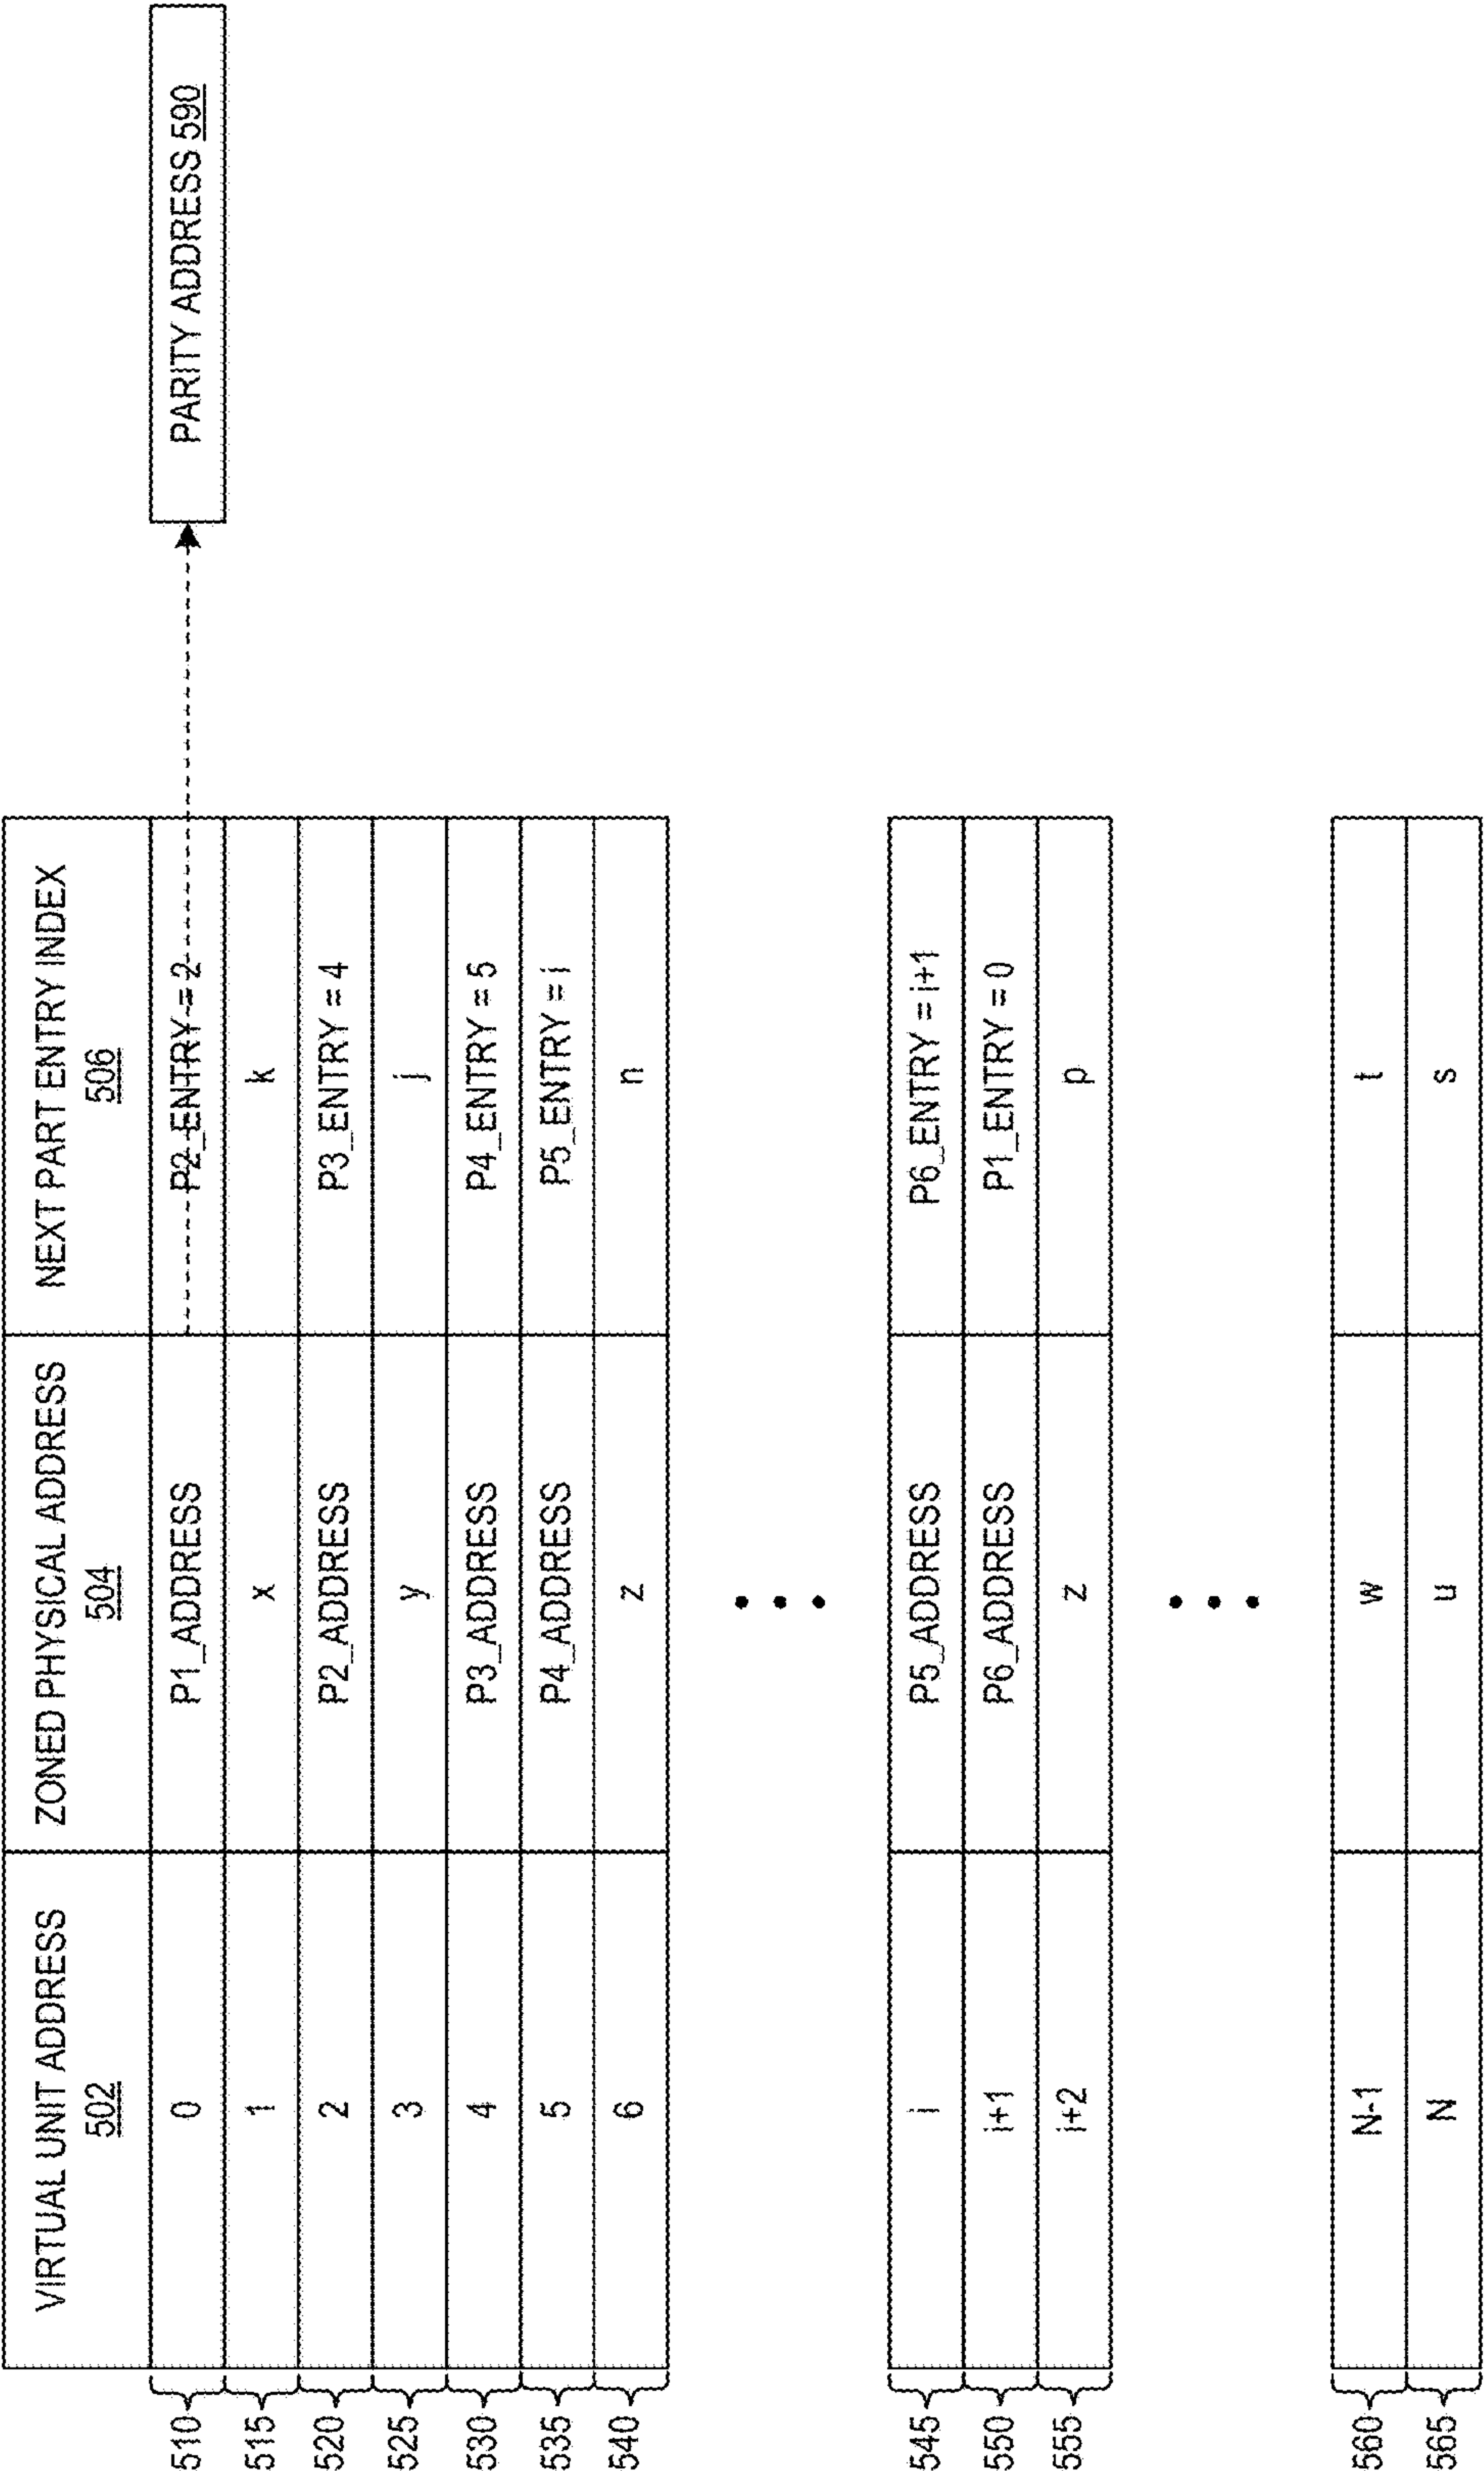 VIRTUAL UNIT ADDRESS
502
ZONED PHYSICAL ADDRESS
504
NEXT PART ENTRY INDEX
506
510
0
P1_ADDRESS
P2_ENTRY = 2
PARITY ADDRESS 590
515
1
x
k
520
2
P2_ADDRESS
P3_ENTRY = 4
525
3
y
j
530
4
P3_ADDRESS
P4_ENTRY = 5
535
5
P4_ADDRESS
P5_ENTRY = i
540
6
z
n
545
i
P5_ADDRESS
P6_ENTRY = i+1
550
i+1
P6_ADDRESS
P1_ENTRY = 0
555
i+2
z
p
560
N-1
w
t
565
N
u
s